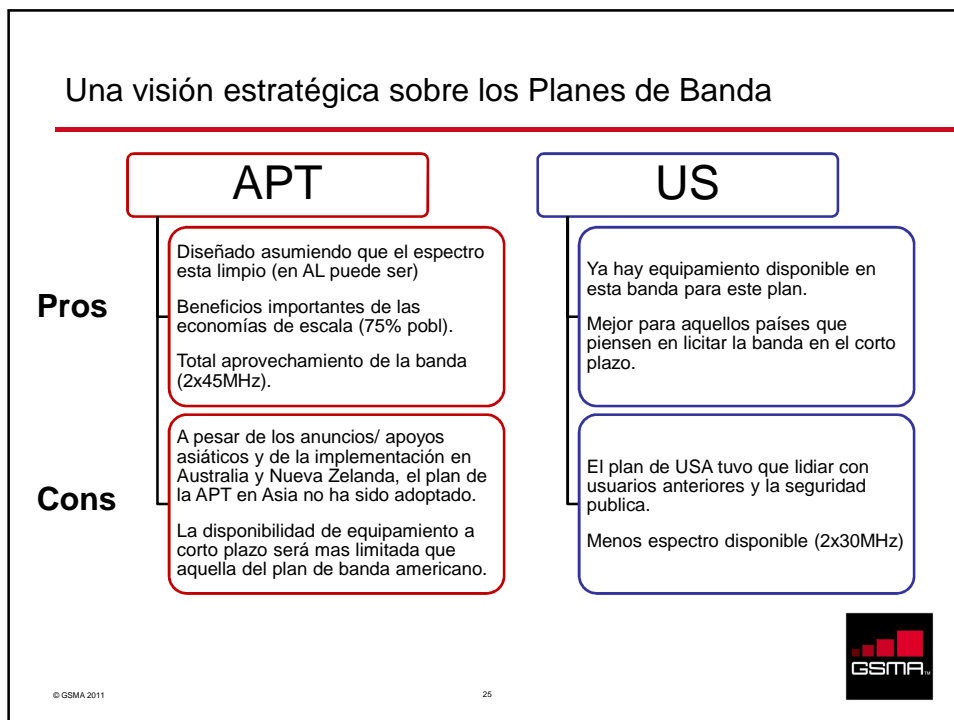 Una visión estratégica sobre los Planes de Banda
APT
US
Pros
Diseñado asumiendo que el espectro
esta limpio (en AL puede ser)
Beneficios importantes de las
economías de escala (75% pobl).
Total aprovechamiento de la banda
(2x45MHz).
Ya hay equipamiento disponible en
esta banda para este plan.
Mejor para aquellos países que
piensen en licitar la banda en el corto
plazo.
Cons
A pesar de los anuncios/ apoyos
asiáticos y de la implementación en
Australia y Nueva Zelanda, el plan de
la APT en Asia no ha sido adoptado.
La disponibilidad de equipamiento a
corto plazo será mas limitada que
aquella del plan de banda americano.
El plan de USA tuvo que lidiar con
usuarios anteriores y la seguridad
publica.
Menos espectro disponible (2x30MHz)
GSMA™
© GSMA 2011
25